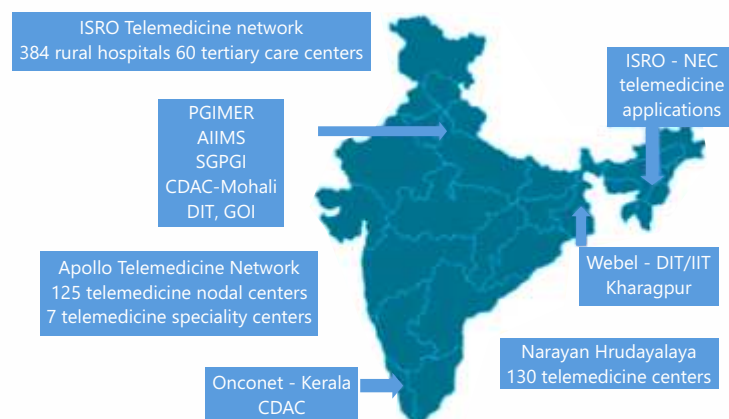 ISRO Telemedicine network
384 rural hospitals 60 tertiary care centers
ISRO - NEC
telemedicine
applications
PGIMER
AIIMS
SGPGI
CDAC-Mohali
DIT, GOI
Apollo Telemedicine Network
125 telemedicine nodal centers
7 telemedicine speciality centers
Webel - DIT/IIT
Kharagpur
Narayan Hrudayalaya
130 telemedicine centers
Onconet - Kerala
CDAC